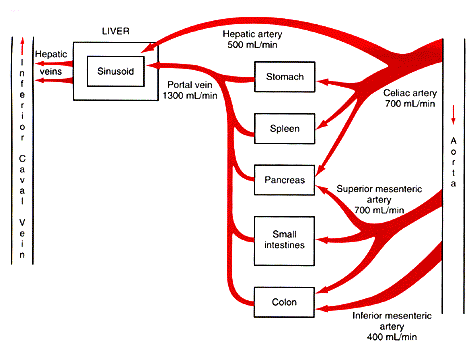 LIVER
Hepatic artery
500 mL/min
Hepatic
veins
Sinusoid
Stomach
Portal vein
1300 mL/min
Celiac artery
700 mL/min
Inferior Caval Vein
Aorta
Spleen
Pancreas
Superior mesenteric
artery
700 mL/min
Small
intestines
Colon
Inferior mesenteric
artery
400 mL/min